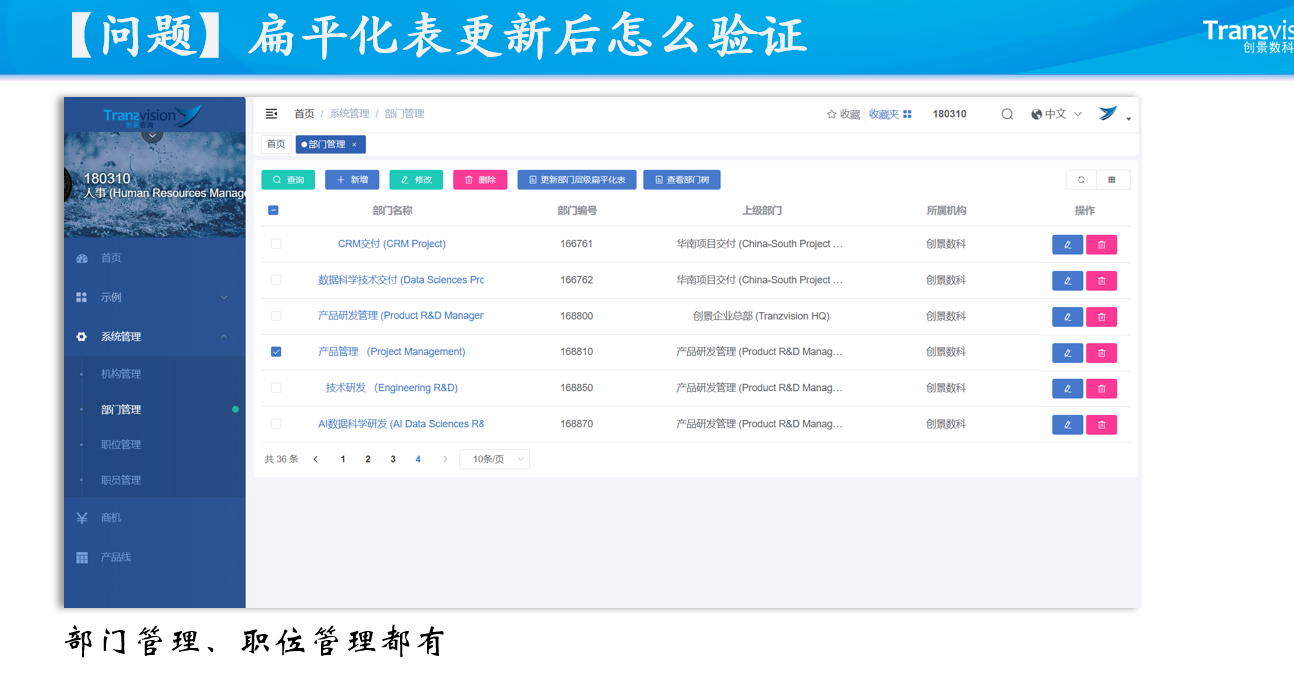 【问题】扁平化表更新后怎么验证
Tranzvis
创景数科
Tranzvision
创景咨询
首页 / 系统管理 / 部门管理
收藏 收藏夹 180310 中文
首页 部门管理 ×
180310
人事 (Human Resources Manag
查询 新增 修改 删除 更新部门层级扁平化表 查看部门树
部门名称 部门编号 上级部门 所属机构 操作
CRM交付 (CRM Project) 166761 华南项目交付 (China-South Project ... 创景数科
数据科学技术交付 (Data Sciences Prc 166762 华南项目交付 (China-South Project ... 创景数科
产品研发管理 (Product R&D Manager 168800 创景企业总部 (Tranzvision HQ) 创景数科
产品管理 （Project Management) 168810 产品研发管理 (Product R&D Manag... 创景数科
技术研发 （Engineering R&D) 168850 产品研发管理 (Product R&D Manag... 创景数科
AI数据科学研发 (AI Data Sciences R& 168870 产品研发管理 (Product R&D Manag... 创景数科
共 36 条 1 2 3 4 10条/页
首页
示例
系统管理
机构管理
部门管理
职位管理
职员管理
商机
产品线
部门管理、职位管理都有